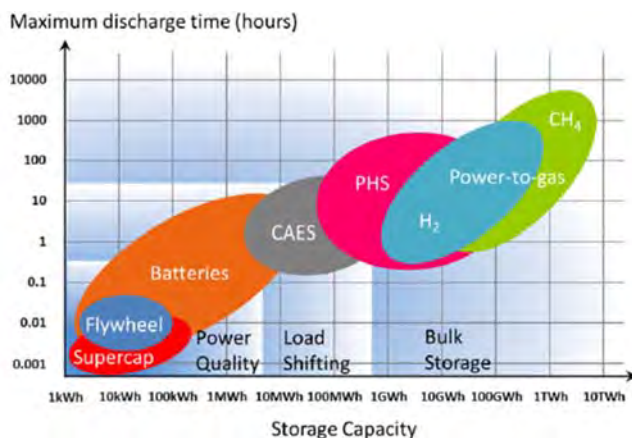 Maximum discharge time (hours)
10000
1000
100
10
1
0.1
0.01
0.001
CH4
Power-to-gas
PHS
H2
CAES
Batteries
Flywheel
Supercap
Power
Quality
Load
Shifting
Bulk
Storage
1kWh 10kWh 100kWh 1MWh 10MWh 100MWh 1GWh 10GWh 100GWh 1TWh 10TWh
Storage Capacity